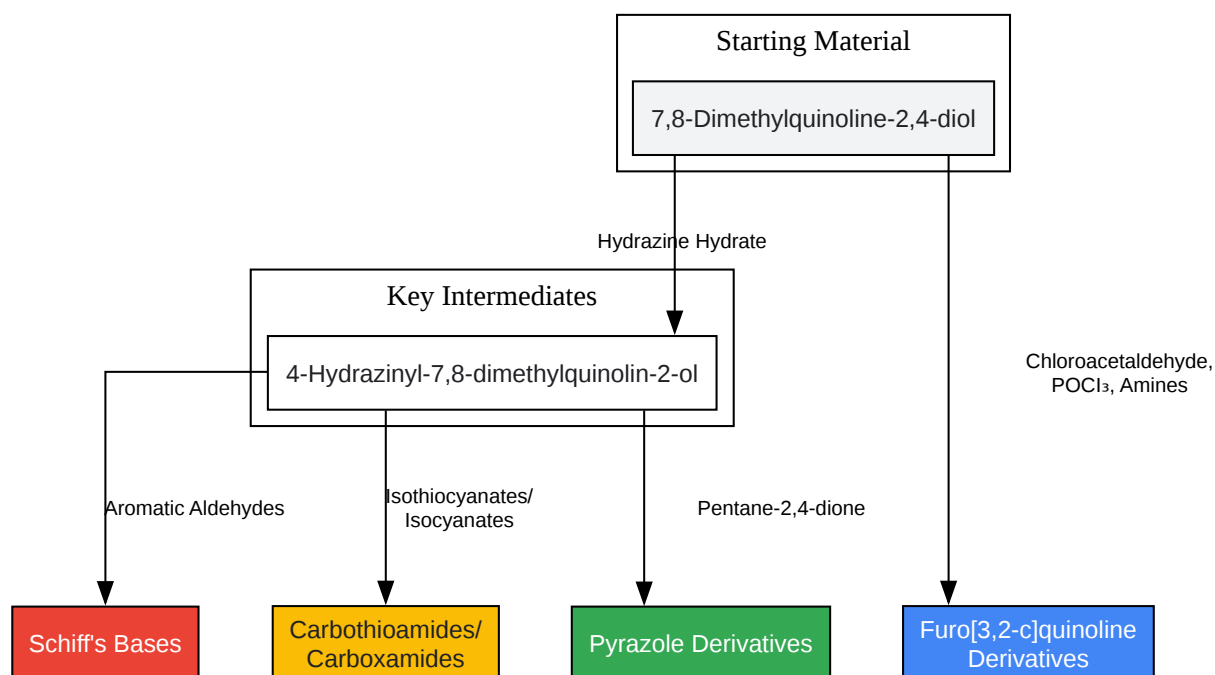 Starting Material
7,8-Dimethylquinoline-2,4-diol
Hydrazine Hydrate
Key Intermediates
4-Hydrazinyl-7,8-dimethylquinolin-2-ol
Chloroacetaldehyde,
POCl₃, Amines
Aromatic Aldehydes
Isothiocyanates/
Isocyanates
Pentane-2,4-dione
Schiff's Bases
Carbothioamides/
Carboxamides
Pyrazole Derivatives
Furo[3,2-c]quinoline
Derivatives